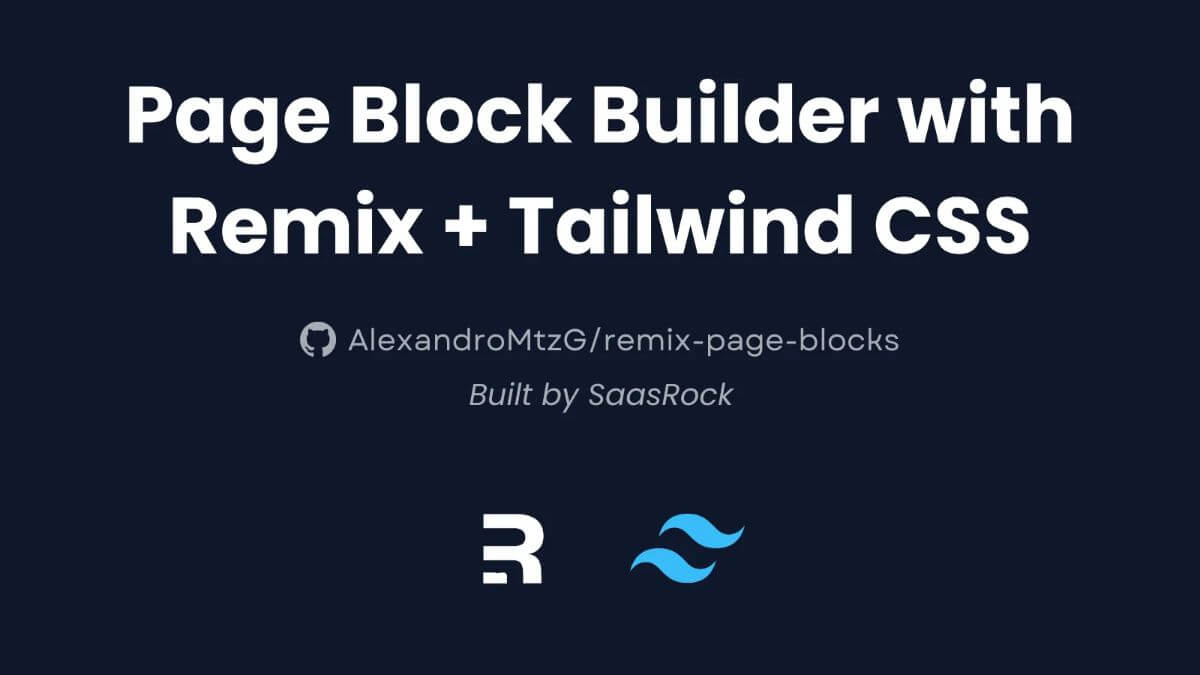 Page Block Builder with
Remix + Tailwind CSS
AlexandroMtzG/remix-page-blocks
Built by SaasRock